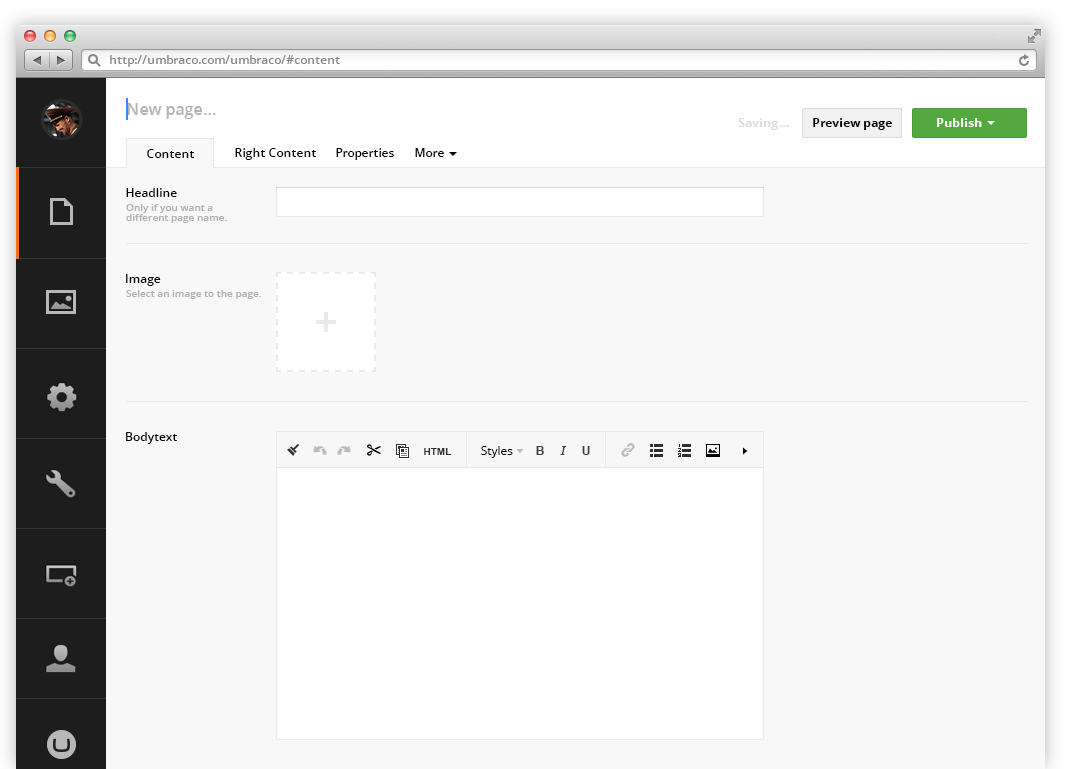 http://umbraco.com/umbraco/#content
New page...
Saving...
Preview page
Publish
Content
Right Content
Properties
More
Headline
Only if you want a
different page name.
Image
Select an image to the page.
Bodytext
HTML
Styles
B
I
U